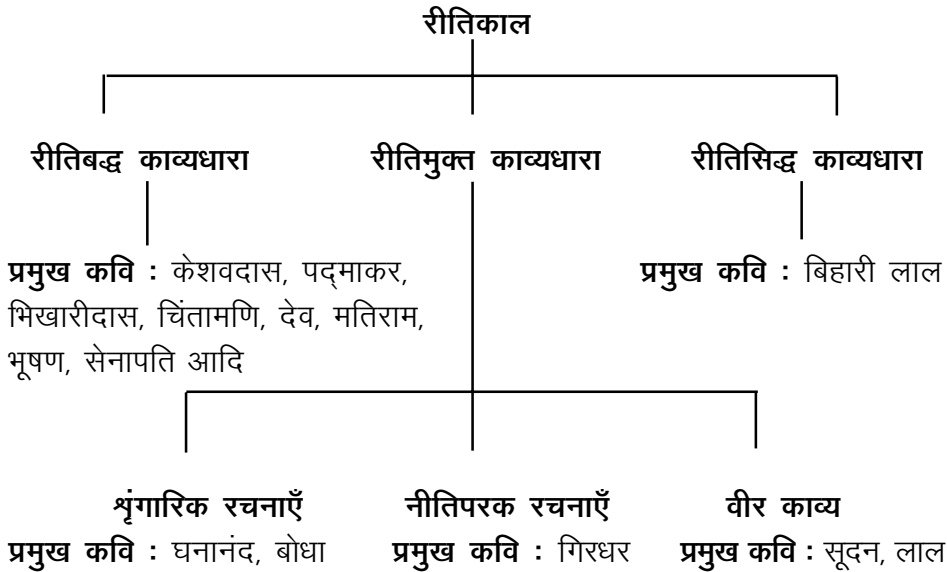 रीतिकाल
रीतिबद्ध काव्यधारा
रीतिमुक्त काव्यधारा
रीतिसिद्ध काव्यधारा
प्रमुख कवि : केशवदास, पद्माकर,
भिखारीदास, चिंतामणि, देव, मतिराम,
भूषण, सेनापति आदि
प्रमुख कवि : बिहारी लाल
शृंगारिक रचनाएँ
प्रमुख कवि : घनानंद, बोधा
नीतिपरक रचनाएँ
प्रमुख कवि : गिरधर
वीर काव्य
प्रमुख कवि : सूदन, लाल